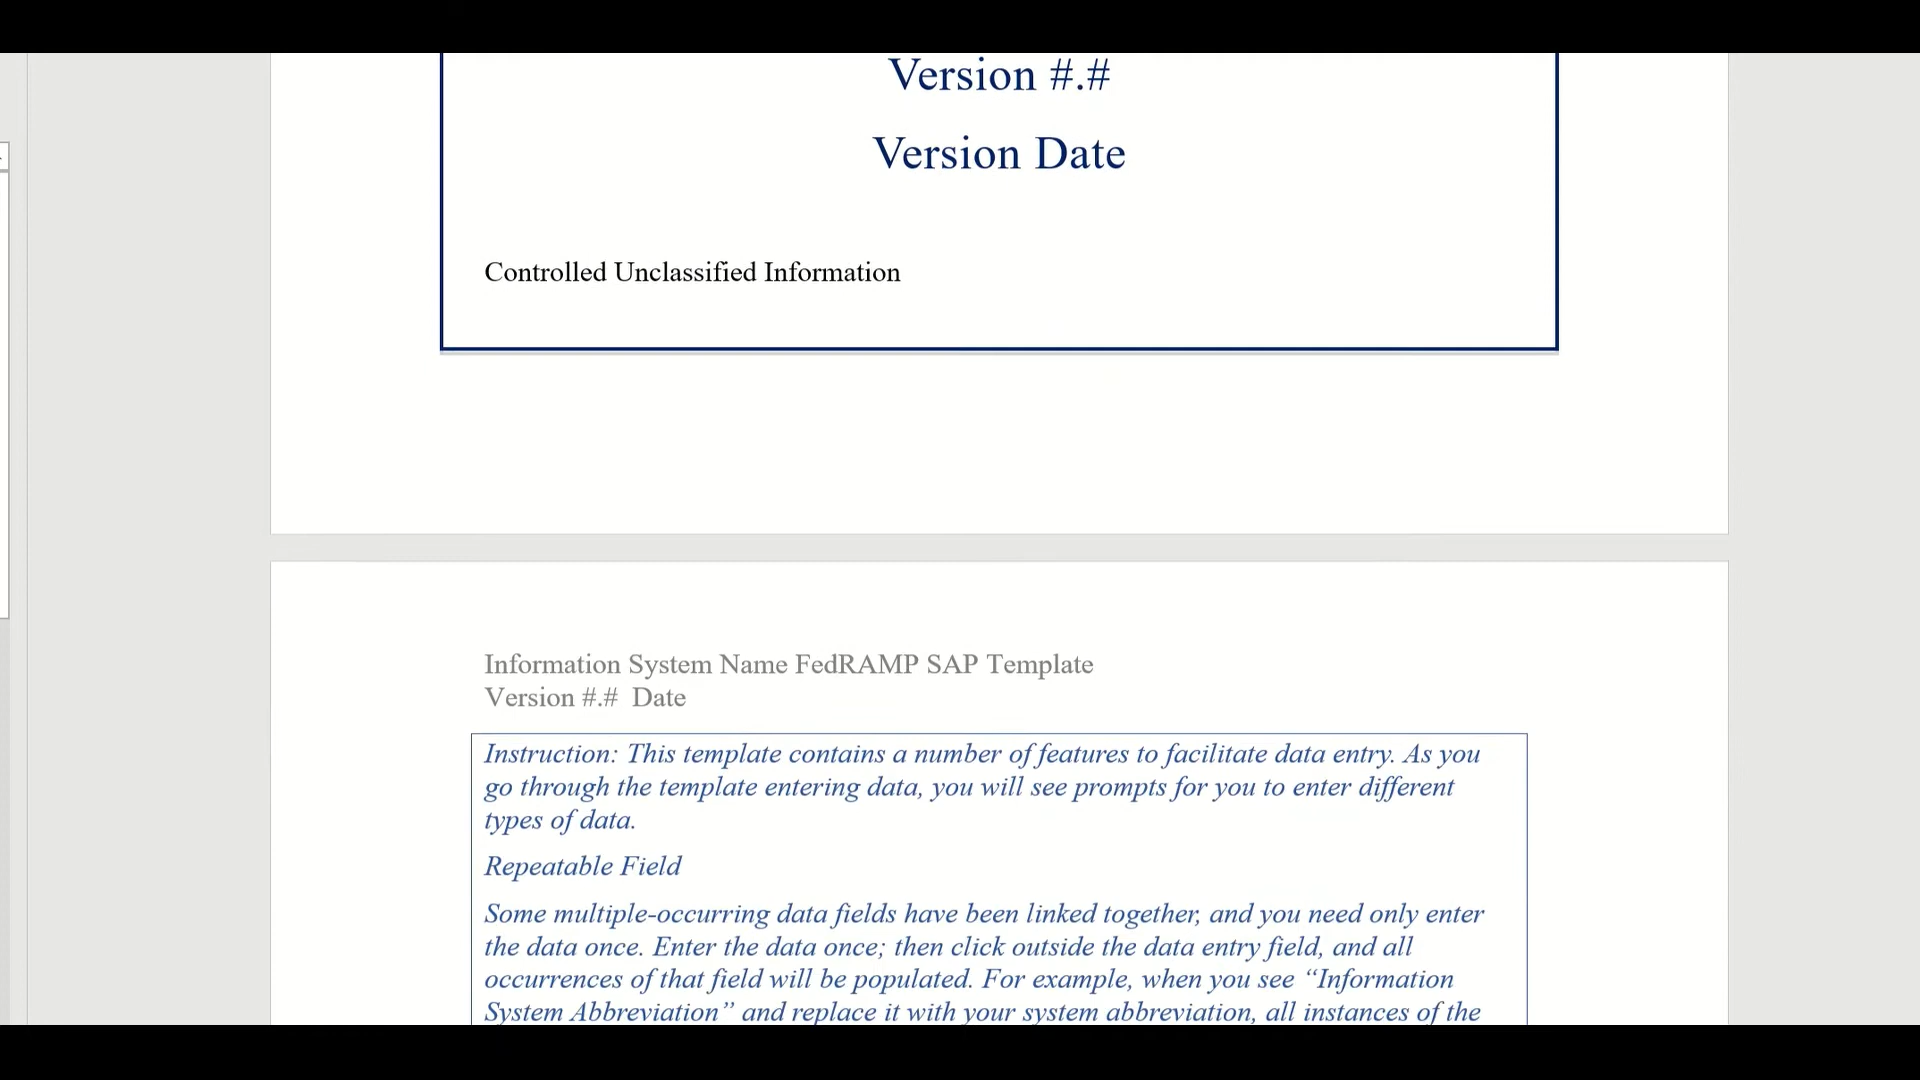 Version #.#
Version Date
Controlled Unclassified Information
Information System Name FedRAMP SAP Template
Version #.#  Date
Instruction: This template contains a number of features to facilitate data entry. As you
go through the template entering data, you will see prompts for you to enter different
types of data.
Repeatable Field
Some multiple-occurring data fields have been linked together, and you need only enter
the data once. Enter the data once; then click outside the data entry field, and all
occurrences of that field will be populated. For example, when you see “Information
System Abbreviation” and replace it with your system abbreviation, all instances of the